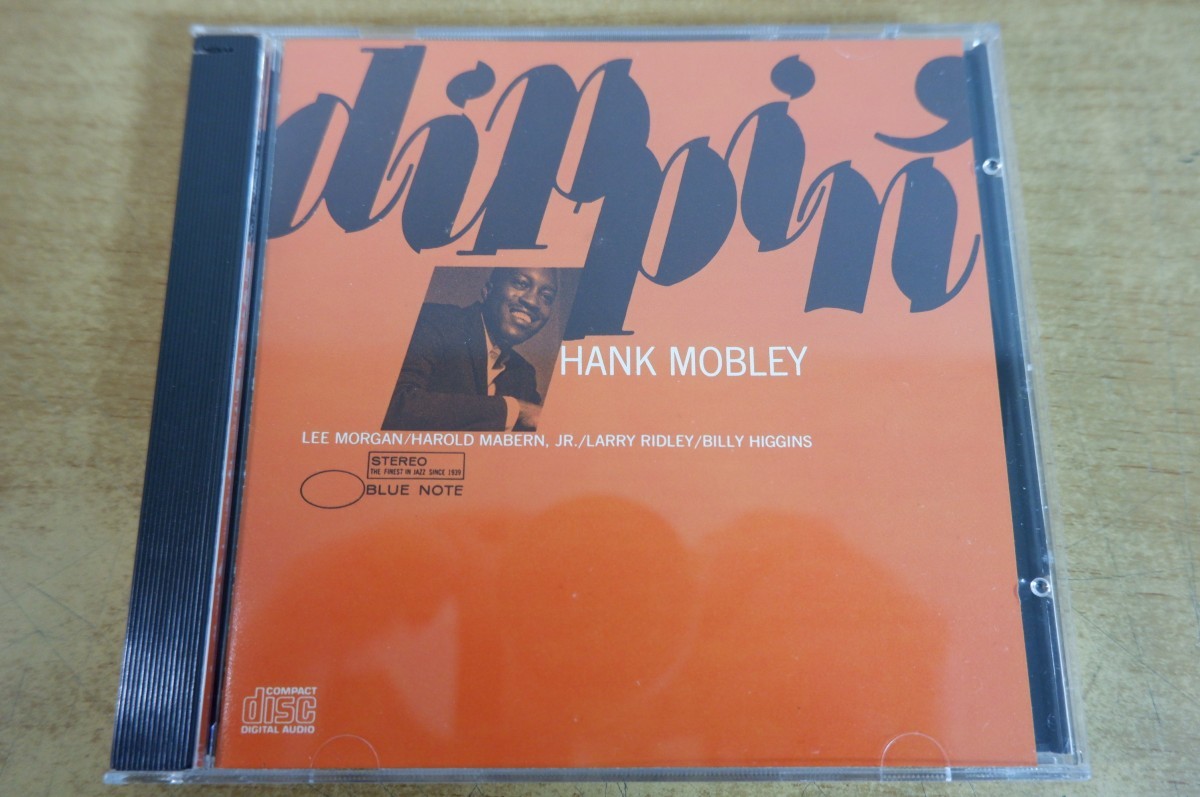 dippin'
HANK MOBLEY
LEE MORGAN/HAROLD MABERN, JR./LARRY RIDLEY/BILLY HIGGINS
STEREO
THE FINEST IN JAZZ SINCE 1939
BLUE NOTE
COMPACT
disc
DIGITAL AUDIO